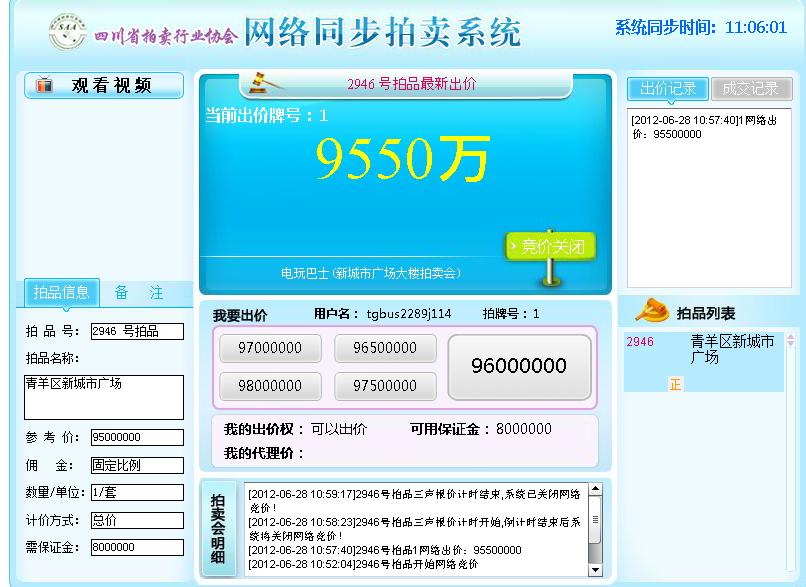 四川省拍卖行业协会 网络同步拍卖系统
系统同步时间: 11:06:01
观看视频
拍品信息 备 注
拍 品 号: 2946 号拍品
拍品名称:
青羊区新城市广场
参 考 价: 95000000
佣 金: 固定比例
数量/单位: 1/套
计价方式: 总价
需保证金: 8000000
2946 号拍品最新出价
当前出价牌号：1
9550万
竞价关闭
电玩巴士(新城市广场大楼拍卖会)
我要出价 用户名： tgbus2289j114 拍牌号：1
97000000 96500000
98000000 97500000
96000000
我的出价权： 可以出价 可用保证金： 8000000
我的代理价：
拍卖会明细
[2012-06-28 10:59:17]2946号拍品三声报价计时结束,系统已关闭网络
竞价!
[2012-06-28 10:58:23]2946号拍品三声报价计时开始,倒计时结束后系
统将关闭网络竞价!
[2012-06-28 10:57:40]2946号拍品1网络出价: 95500000
[2012-06-28 10:52:04]2946号拍品开始网络竞价
出价记录 成交记录
[2012-06-28 10:57:40]1网络出
价: 95500000
拍品列表
2946 青羊区新城市
广场
正